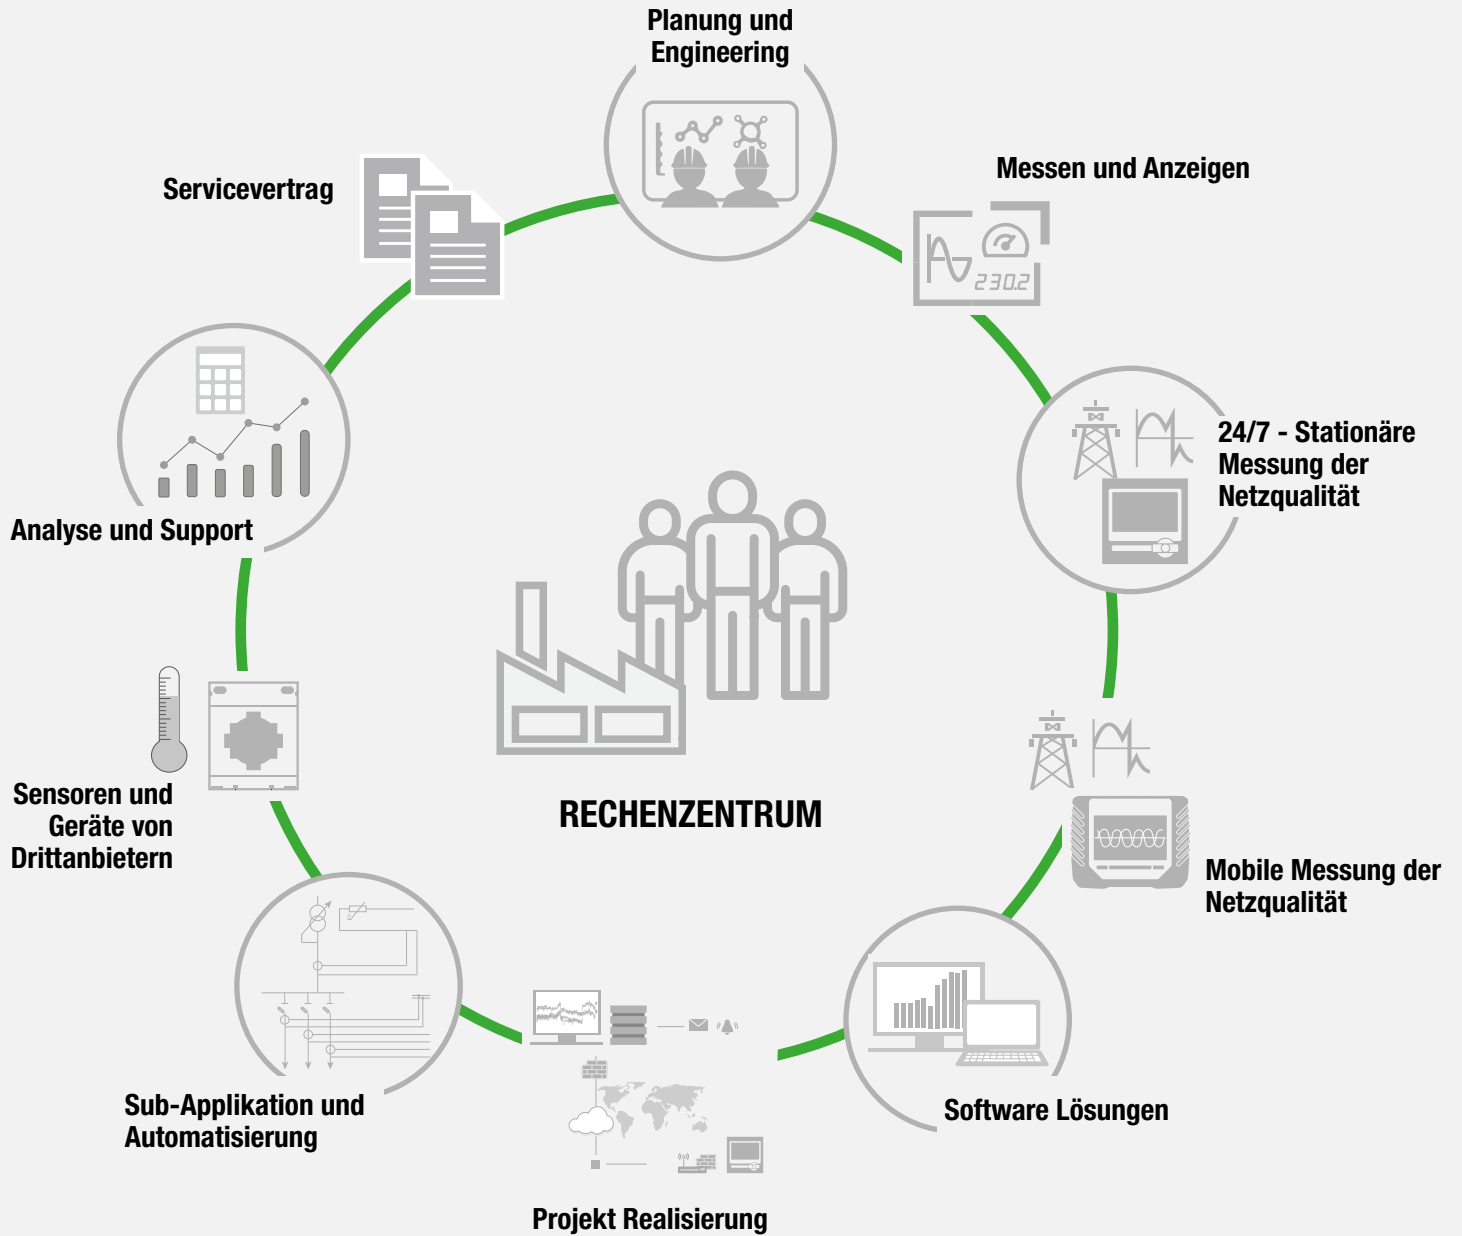 Planung und
Engineering
Messen und Anzeigen
Servicevertrag
230.2
24/7 - Stationäre
Messung der
Netzqualität
Analyse und Support
RECHENZENTRUM
Sensoren und
Geräte von
Drittanbietern
Mobile Messung der
Netzqualität
Sub-Applikation und
Automatisierung
Software Lösungen
Projekt Realisierung